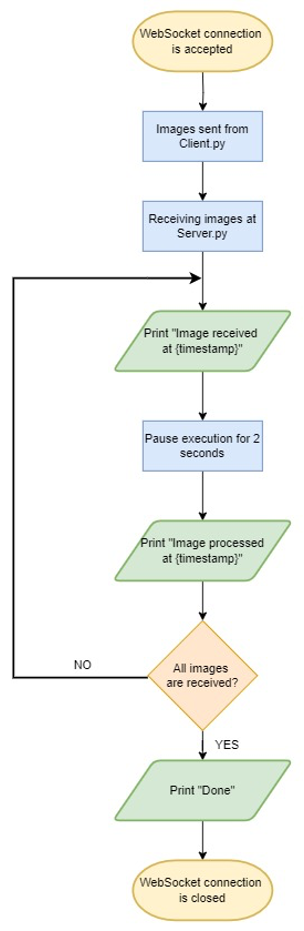 WebSocket connection
is accepted
Images sent from
Client.py
Receiving images at
Server.py
Print "Image received
at {timestamp}"
Pause execution for 2
seconds
Print "Image processed
at {timestamp}"
All images
are received?
NO
YES
Print "Done"
WebSocket connection
is closed